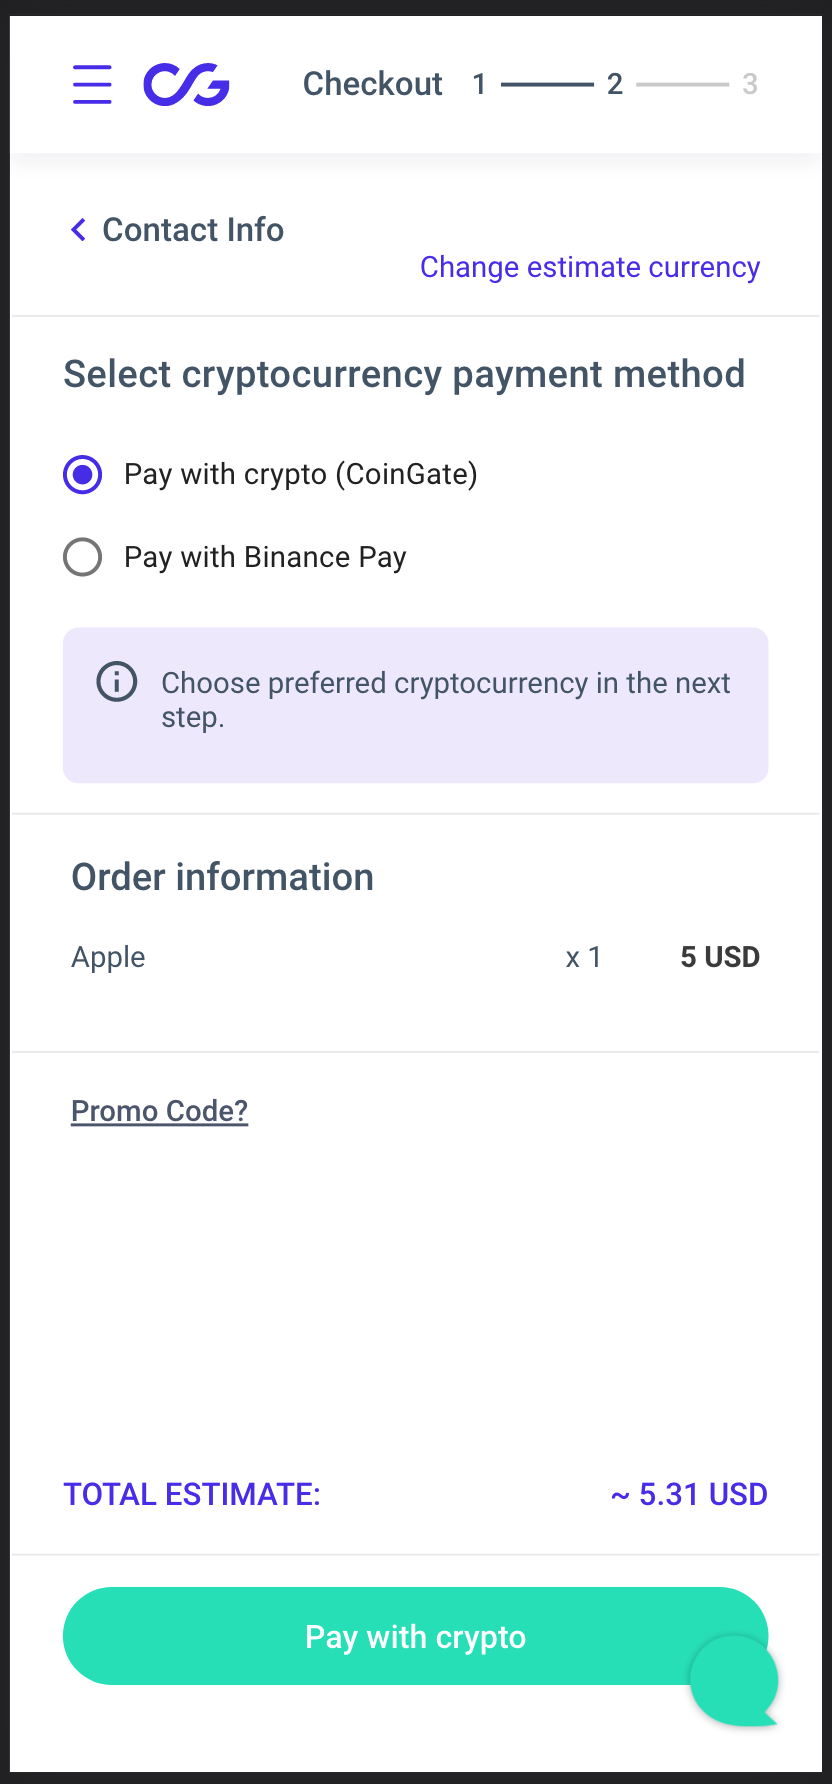 CG
Checkout 1 2 3
Contact Info
Change estimate currency
Select cryptocurrency payment method
Pay with crypto (CoinGate)
Pay with Binance Pay
Choose preferred cryptocurrency in the next
step.
Order information
Apple x 1 5 USD
Promo Code?
TOTAL ESTIMATE: ~ 5.31 USD
Pay with crypto